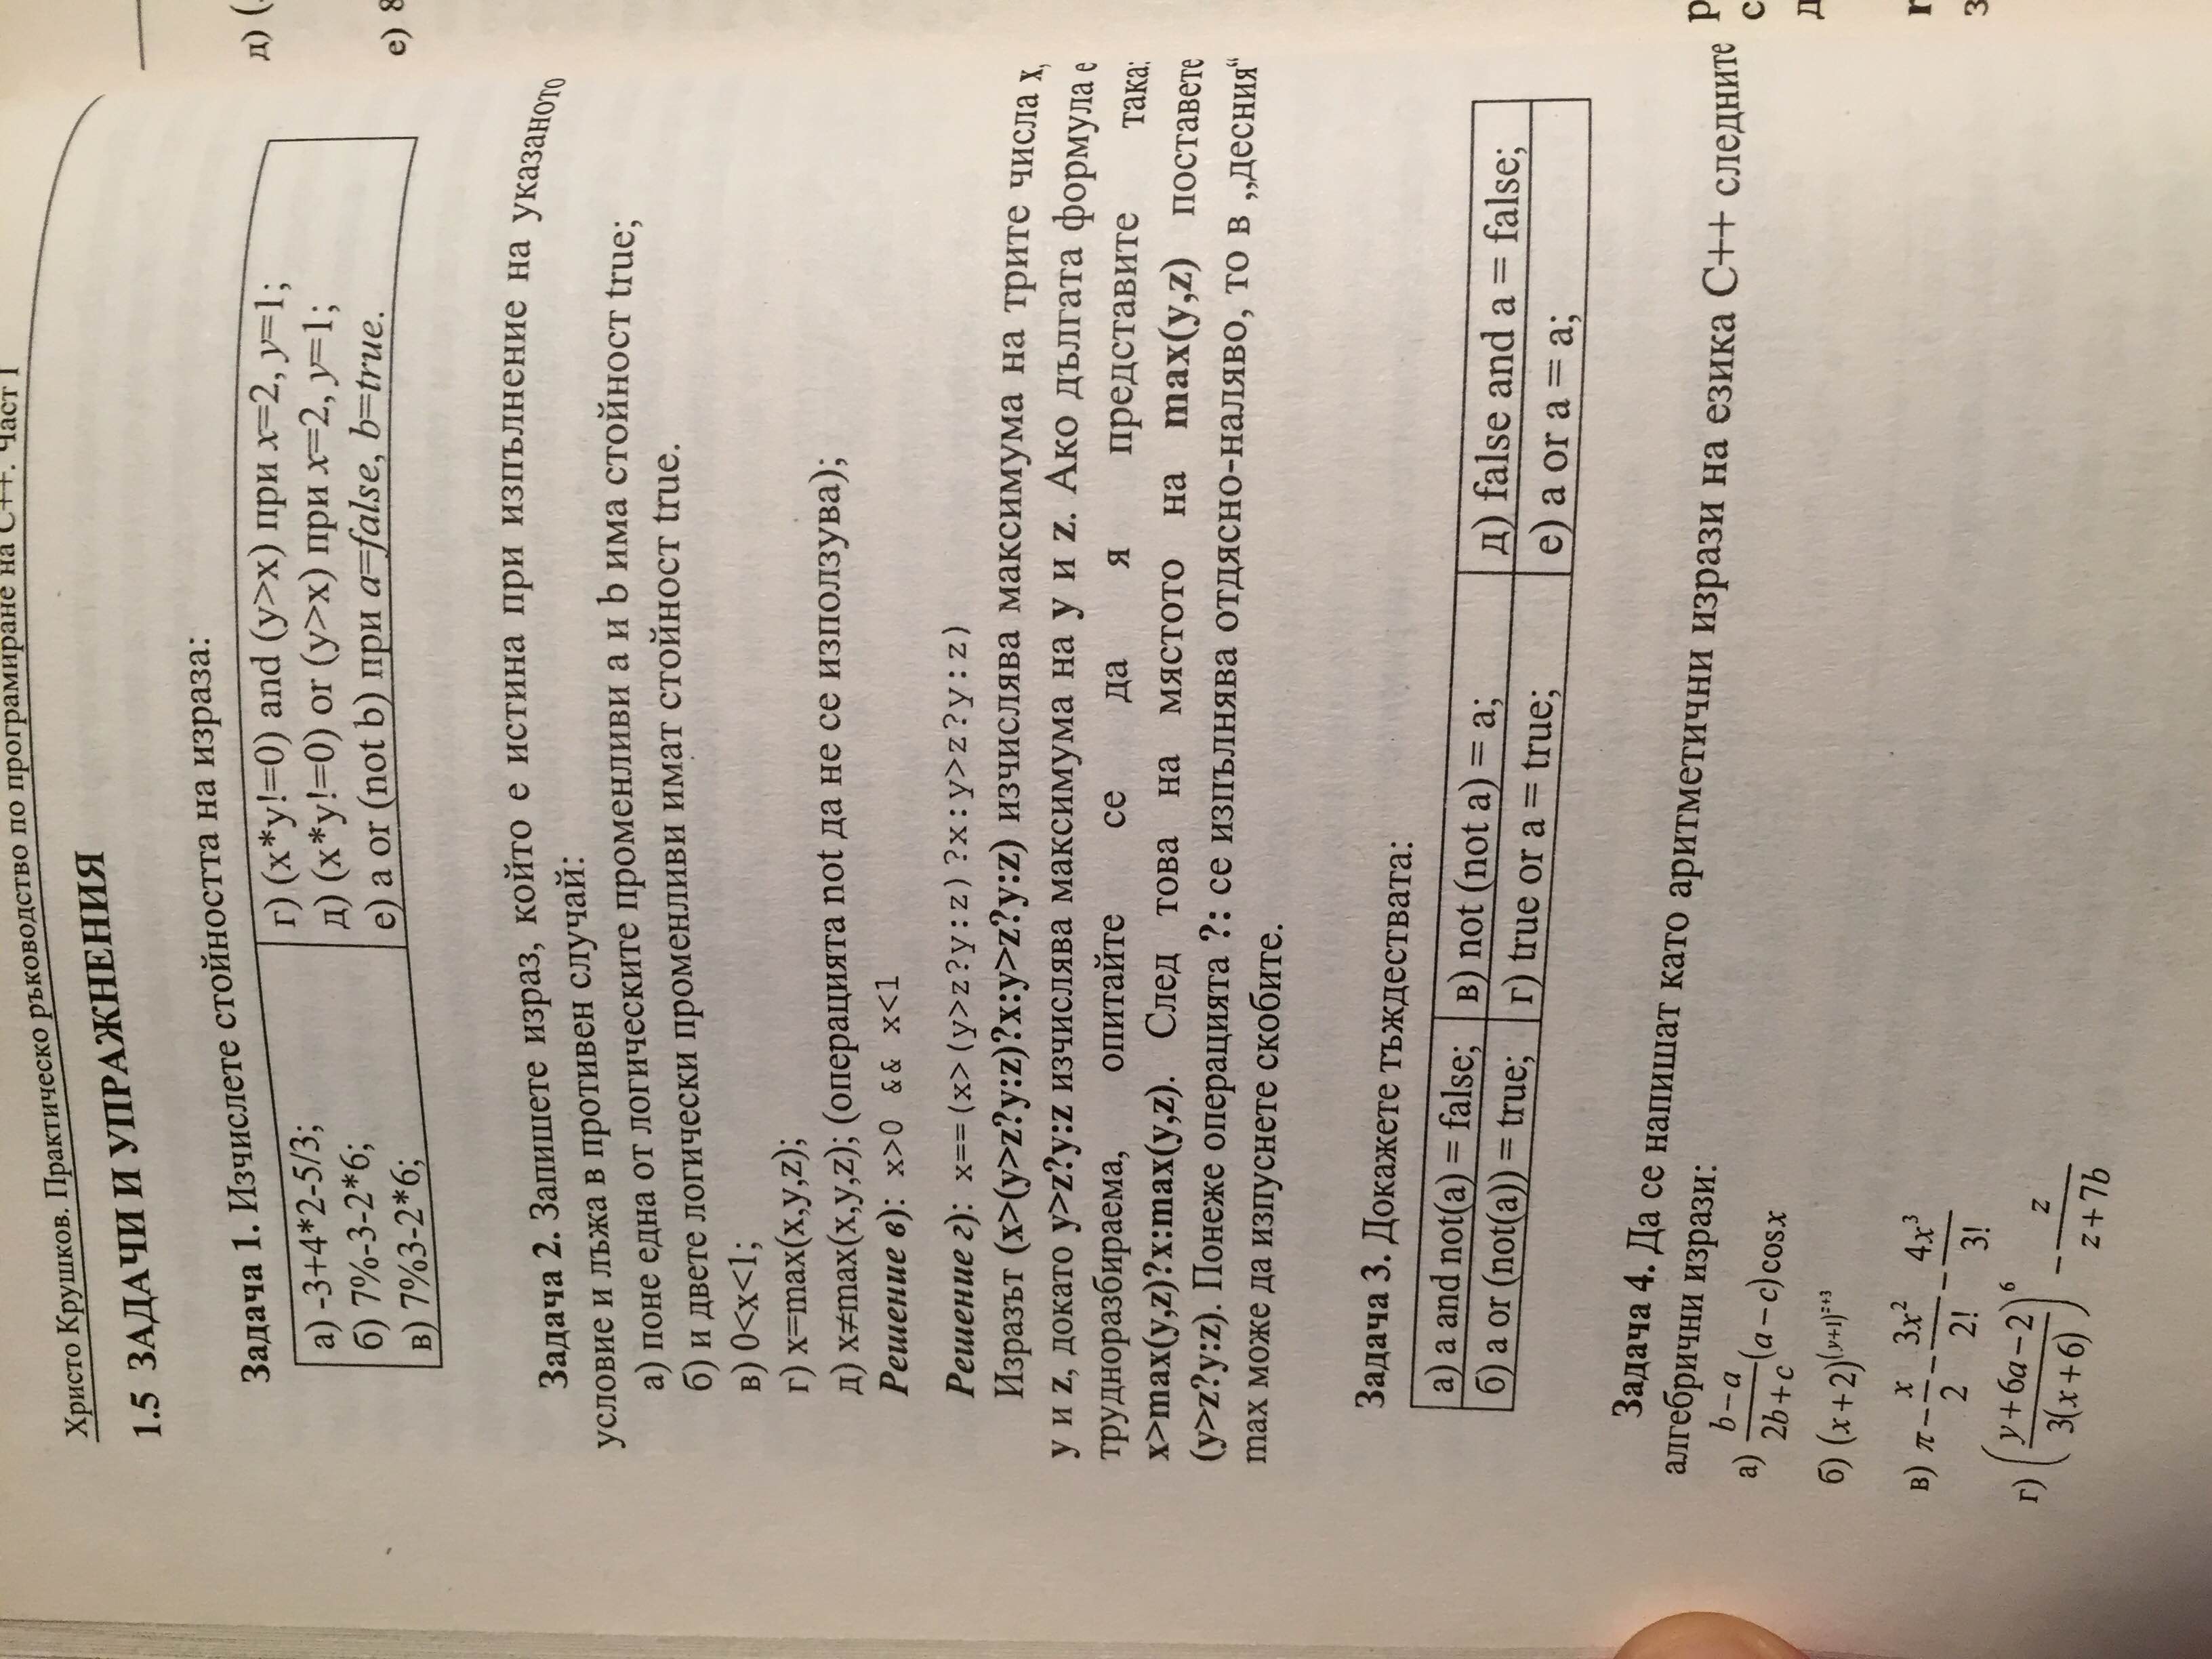 Христо Крушков. Практическо ръководство по програмиране на C++. Част I
1.5 ЗАДАЧИ И УПРАЖНЕНИЯ
Задача 1. Изчислете стойността на израза:
а) -3+4*2-5/3;
б) 7%-3-2*6;
в) 7%3-2*6;
г) (x*y!=0) and (y>x) при x=2, y=1;
д) (x*y!=0) or (y>x) при x=2, y=1;
е) a or (not b) при a=false, b=true.
Задача 2. Запишете израз, който е истина при изпълнение на указаното
условие и лъжа в противен случай:
а) поне една от логическите променливи a и b има стойност true;
б) и двете логически променливи имат стойност true.
в) 0<x<1;
г) x=max(x,y,z);
д) x≠max(x,y,z); (операцията not да не се използува);
Решение в): x>0 && x<1
Решение г): x==(x>(y>z?y:z)?x:y>z?y:z)
Изразът (x>(y>z?y:z)?x:y>z?y:z) изчислява максимума на трите числа x,
y и z, докато y>z?y:z изчислява максимума на y и z. Ако дългата формула е
трудноразбираема, опитайте се да я представите така:
x>max(y,z)?x:max(y,z). След това на мястото на max(y,z) поставете
(y>z?y:z). Понеже операцията ?: се изпълнява отдясно-наляво, то в „десния“
max може да изпуснете скобите.
Задача 3. Докажете тъждествата:
а) a and not(a) = false; в) not (not a) = a; д) false and a = false;
б) a or (not(a)) = true; г) true or a = true; е) a or a = a;
Задача 4. Да се напишат като аритметични изрази на езика C++ следните
алгебрични изрази:
а) \frac{b-a}{2b+c}(a-c)cosx
б) (x+2)^{(y+1)^{z+3}}
в) π-\frac{x}{2}-\frac{3x^2}{2!}-\frac{4x^3}{3!}
г) \left(\frac{y+6a-2}{3(x+6)}\right)^6-\frac{z}{z+7b}
д) (
е) 8
р
с
д
з